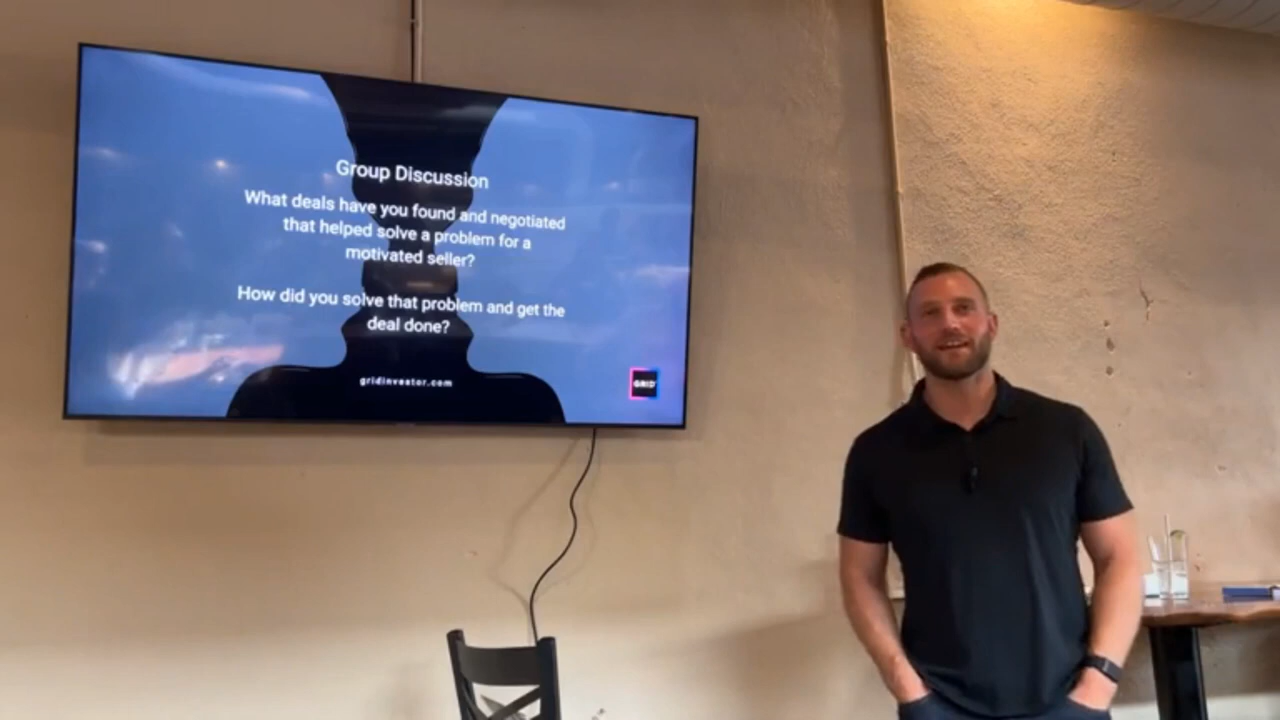 Group Discussion
What deals have you found and negotiated
that helped solve a problem for a
motivated seller?
How did you solve that problem and get the
deal done?
gridinvestor.com
GRID